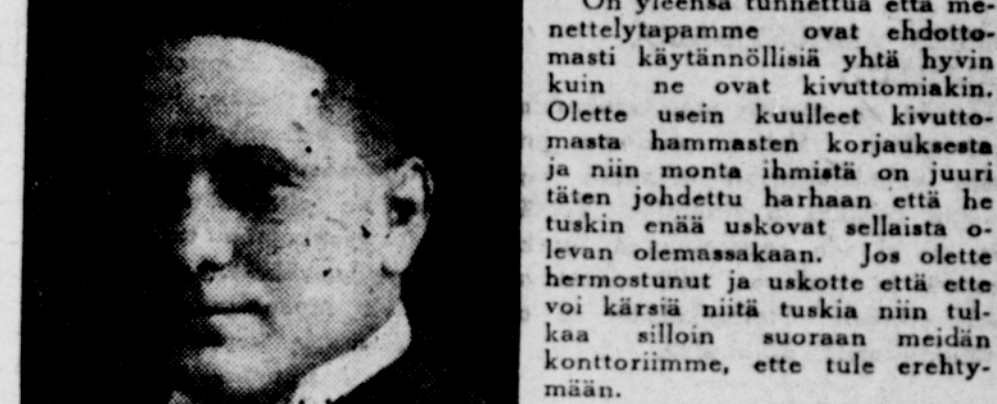 On yleensä tunnettua että me-
nettelytapamme ovat ehdotto-
masti käytännöllisiä yhtä hyvin
kuin ne ovat kivuttomiakin.
Olette usein kuulleet kivutto-
masta hammasten korjauksesta
ja niin monta ihmistä on juuri
täten johdettu harhaan että he
tuskin enää uskovat sellaista o-
levan olemassakaan. Jos olette
hermostunut ja uskotte että ette
voi kärsiä niitä tuskia niin tul-
kaa silloin suoraan meidän
konttoriimme, ette tule erehty-
mään.